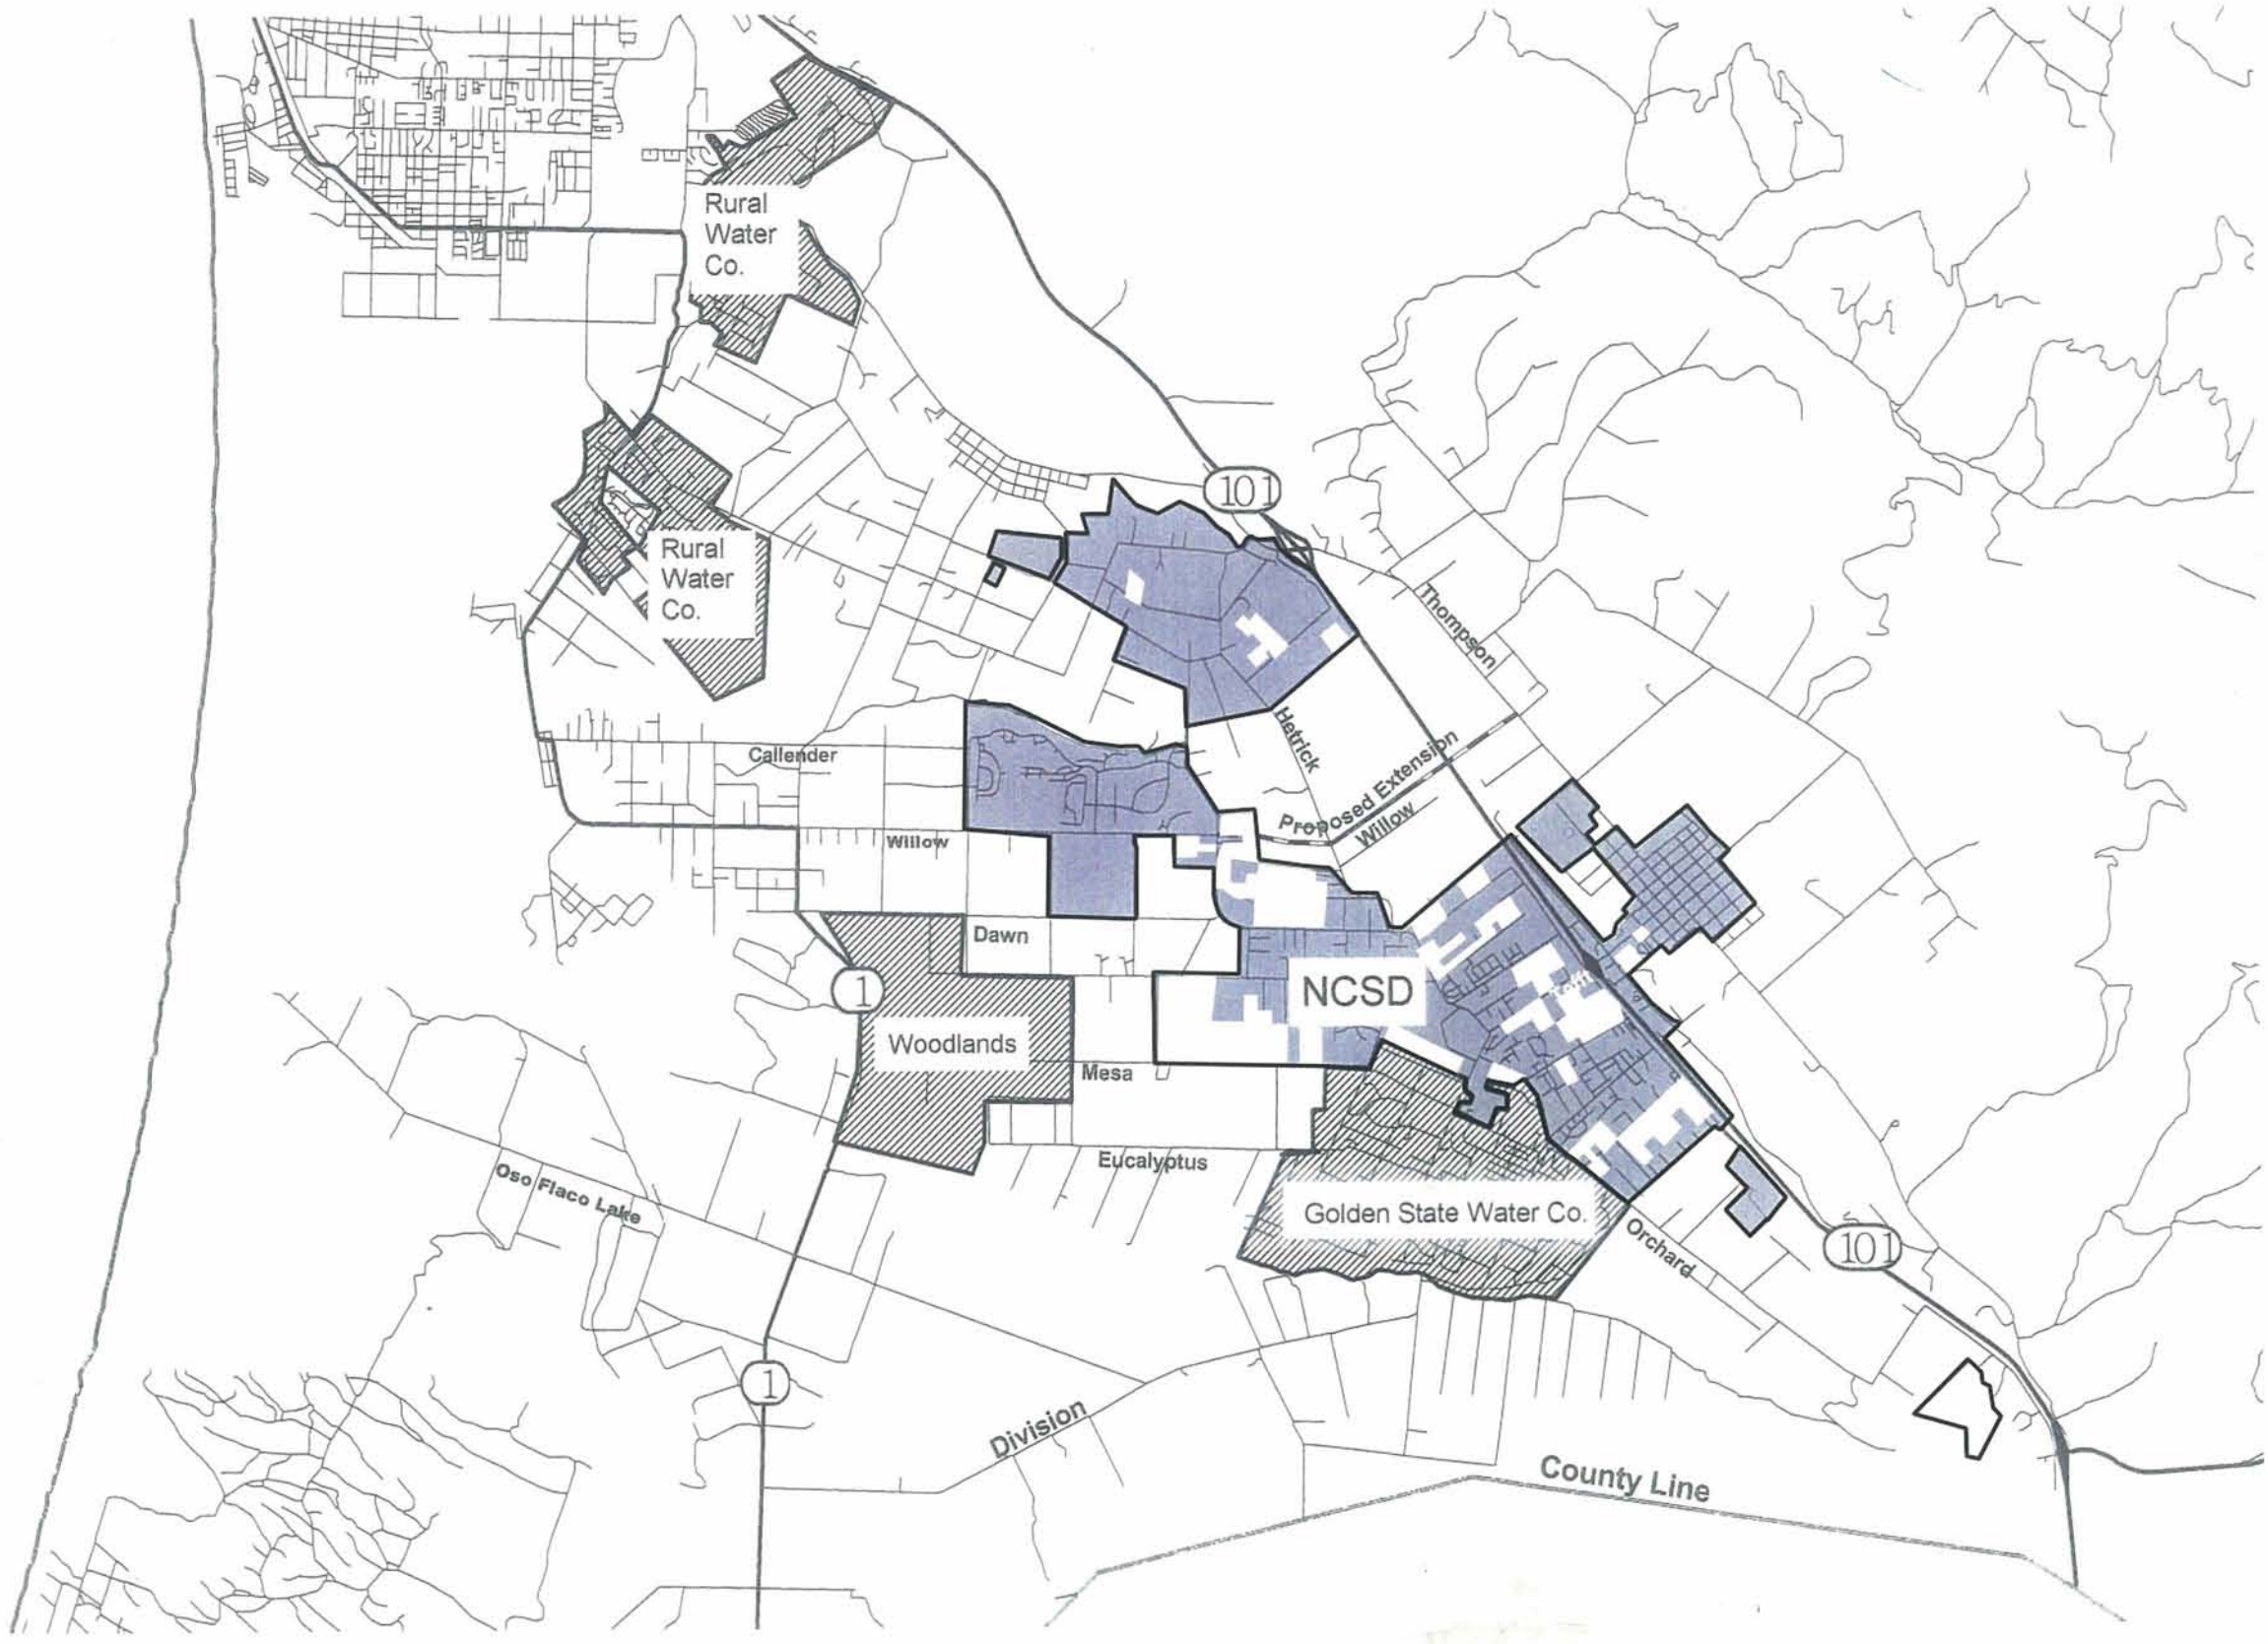 Rural
Water
Co.
101
Rural
Water
Co.
Thompson
Hetrick
Callender
Proposed Extension
Willow
Willow
Dawn
NCSD
1
Woodlands
Mesa
Eucalyptus
Oso Flaco Lake
Golden State Water Co.
Orchard
101
1
Division
County Line